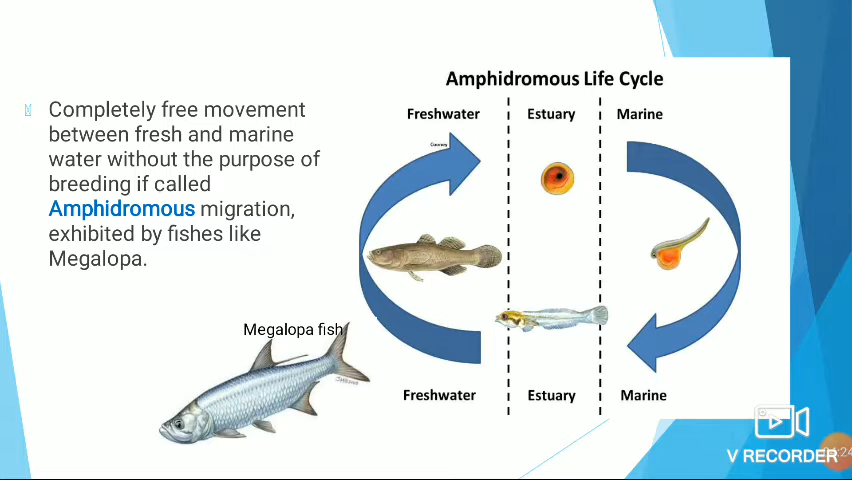 Amphidromous Life Cycle
Freshwater Estuary Marine
Completely free movement
between fresh and marine
water without the purpose of
breeding if called
Amphidromous migration,
exhibited by fishes like
Megalopa.
Megalopa fish
Freshwater Estuary Marine
V RECORDER